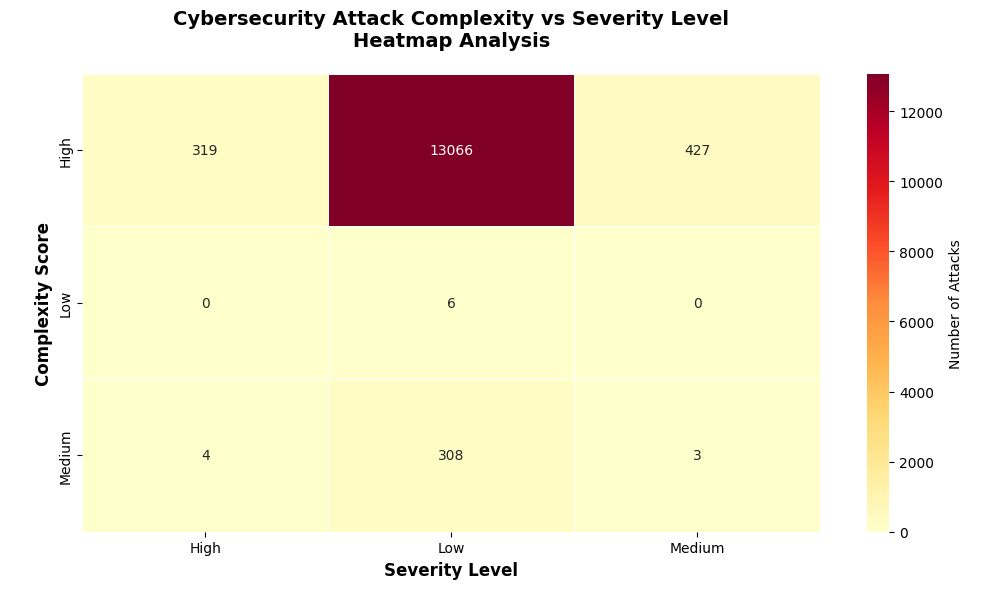 Cybersecurity Attack Complexity vs Severity Level
Heatmap Analysis
Complexity Score
High
319
13066
427
Low
0
6
0
Medium
4
308
3
High
Low
Medium
Severity Level
12000
10000
8000
6000
4000
2000
0
Number of Attacks